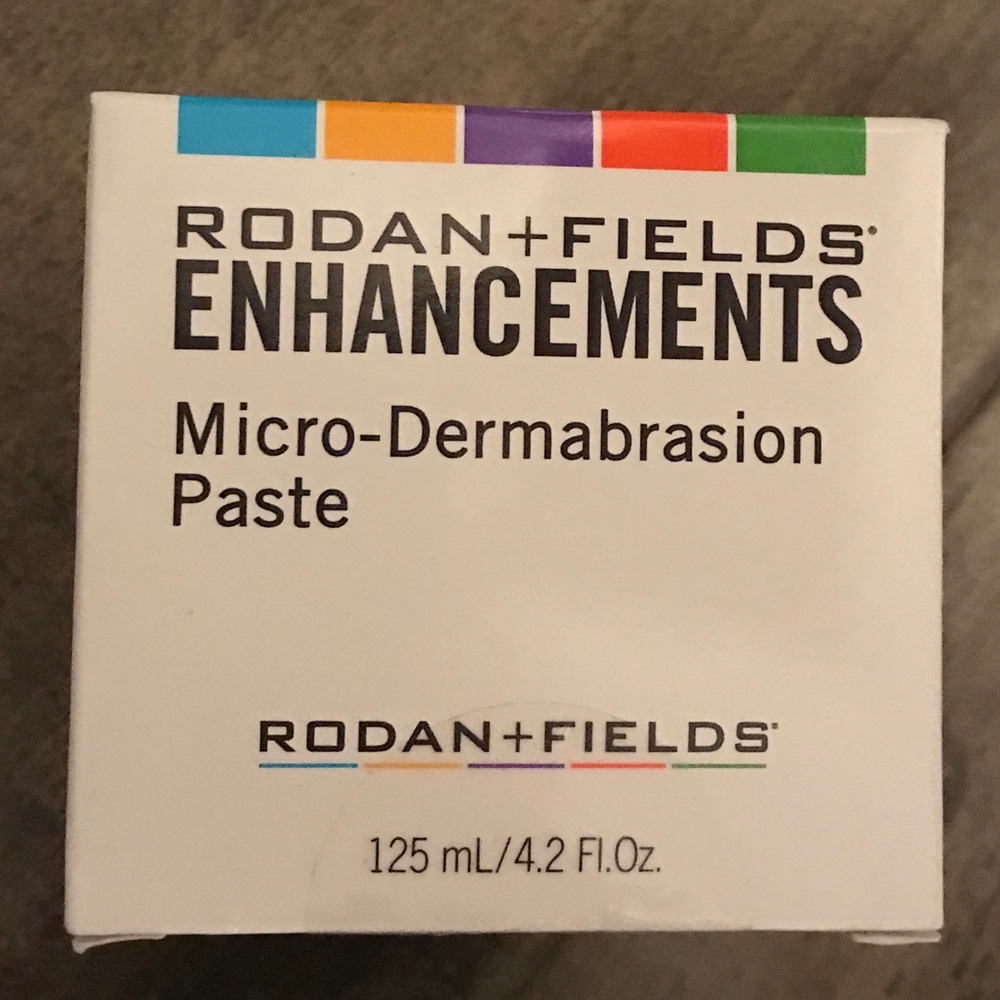 RODAN+FIELDS®
ENHANCEMENTS
Micro-Dermabrasion
Paste
RODAN+FIELDS®
125 mL/4.2 Fl.Oz.